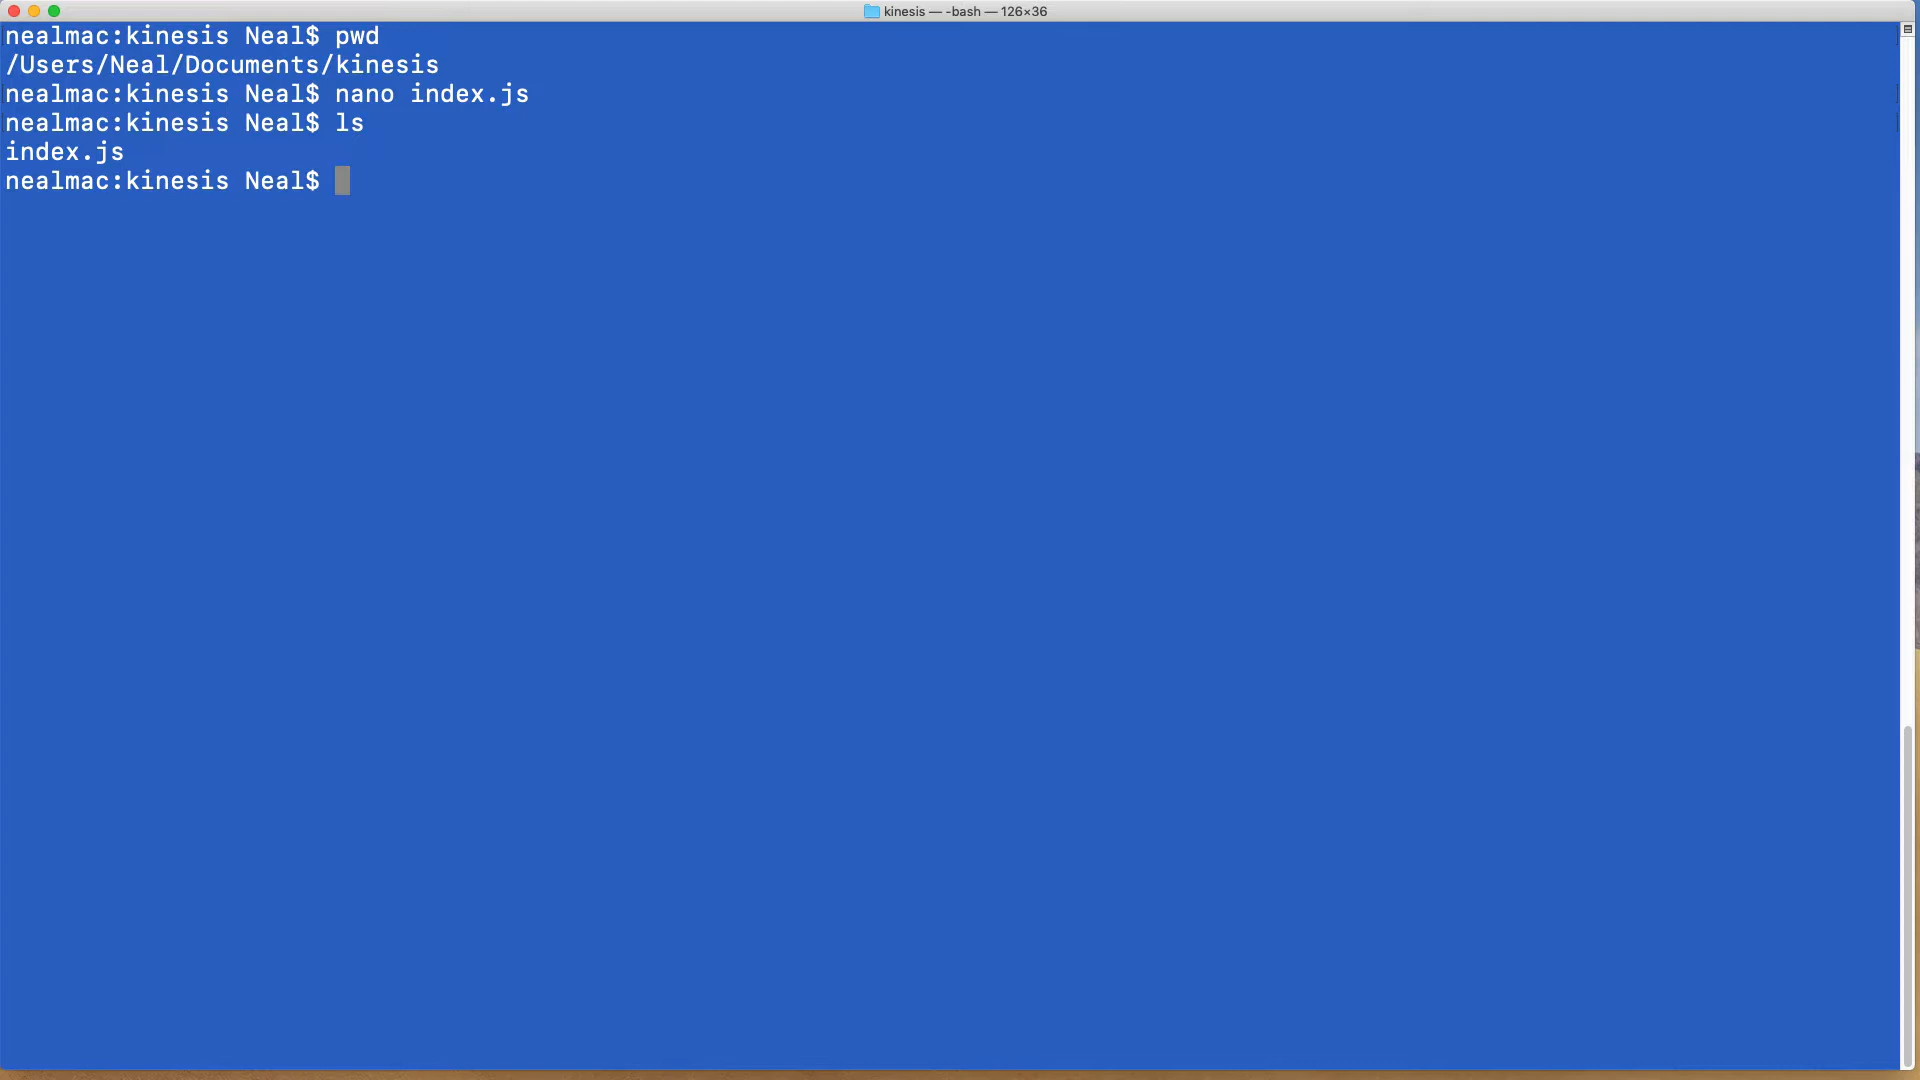 kinesis — -bash — 126×36
nealmac:kinesis Neal$ pwd
/Users/Neal/Documents/kinesis
nealmac:kinesis Neal$ nano index.js
nealmac:kinesis Neal$ ls
index.js
nealmac:kinesis Neal$